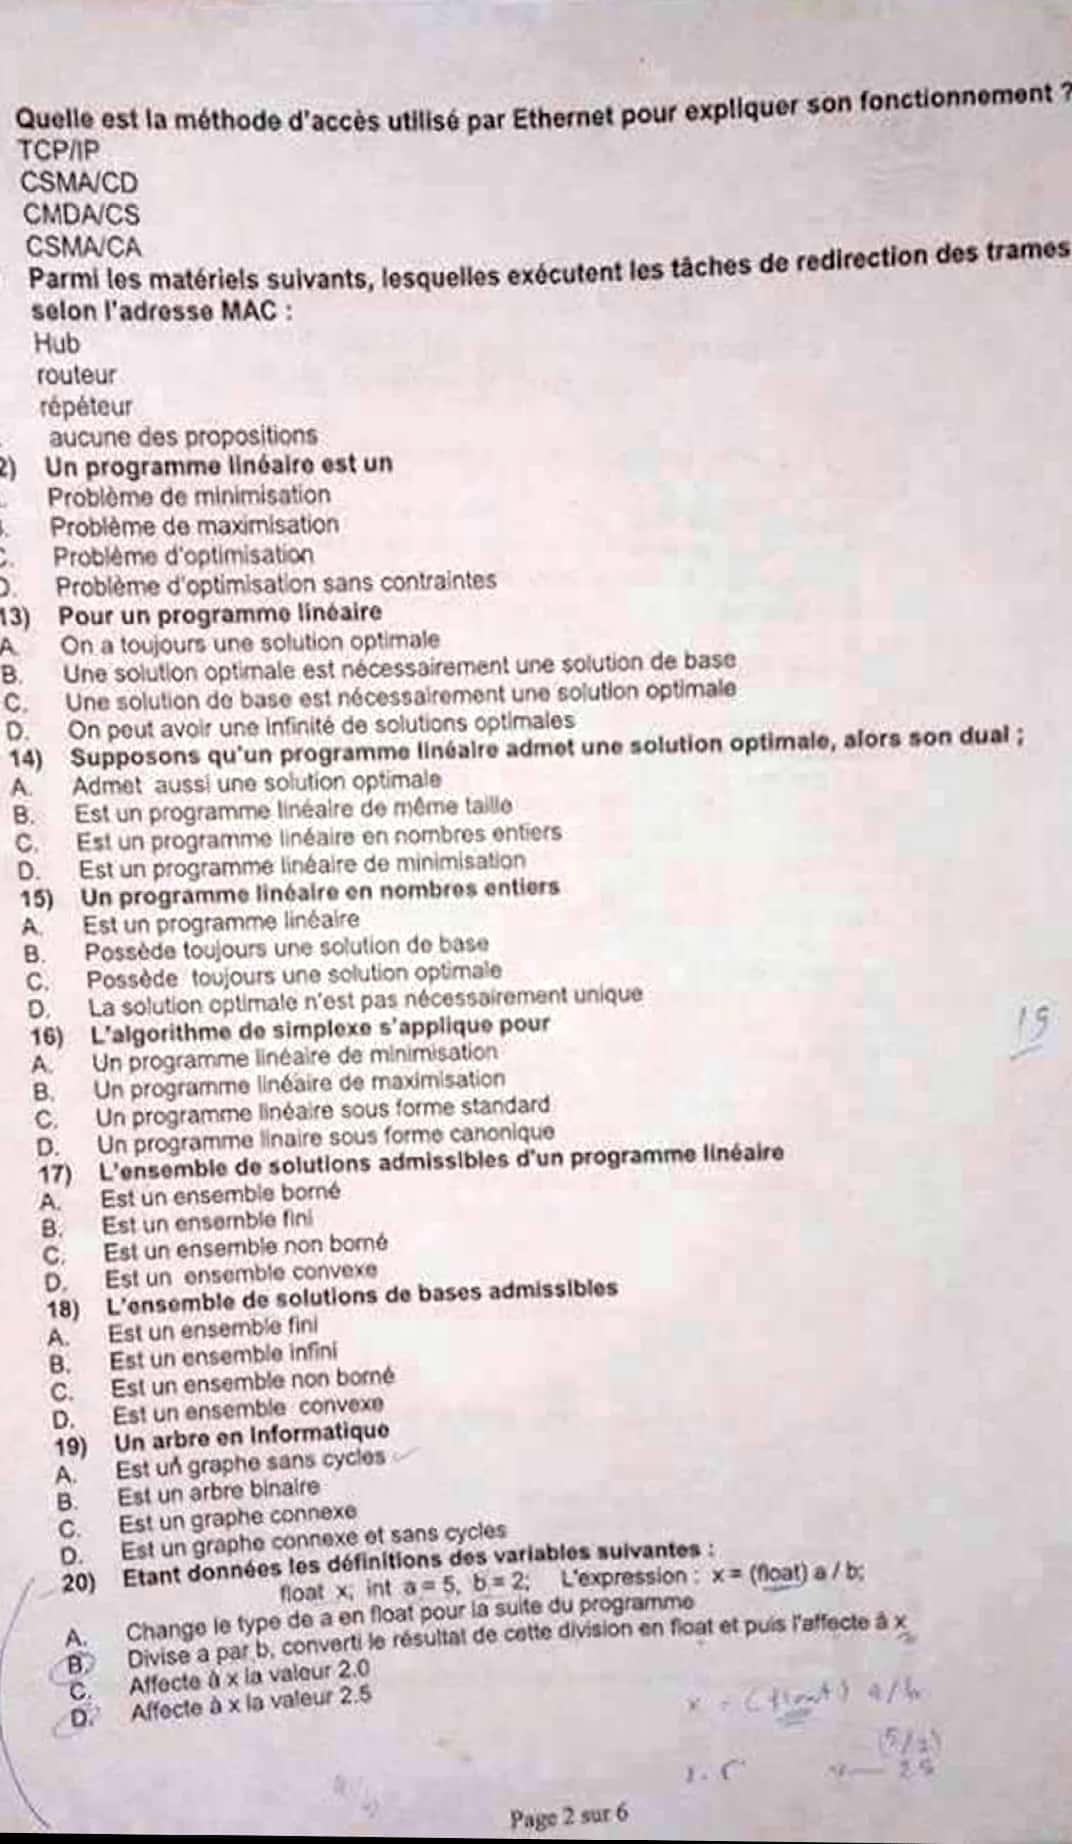 Quelle est la méthode d'accès utilisé par Ethernet pour expliquer son fonctionnement ?
TCP/IP
CSMA/CD
CMDA/CS
CSMA/CA
Parmi les matériels suivants, lesquelles exécutent les tâches de redirection des trames
selon l'adresse MAC :
Hub
routeur
répéteur
aucune des propositions
2) Un programme linéaire est un
Problème de minimisation
Problème de maximisation
C. Problème d'optimisation
D. Problème d'optimisation sans contraintes
13) Pour un programme linéaire
A. On a toujours une solution optimale
B. Une solution optimale est nécessairement une solution de base
C. Une solution de base est nécessairement une solution optimale
D. On peut avoir une infinité de solutions optimales
14) Supposons qu'un programme linéaire admet une solution optimale, alors son dual ;
A. Admet aussi une solution optimale
B. Est un programme linéaire de même taille
C. Est un programme linéaire en nombres entiers
D. Est un programme linéaire de minimisation
15) Un programme linéaire en nombres entiers
A. Est un programme linéaire
B. Possède toujours une solution de base
C. Possède toujours une solution optimale
D. La solution optimale n'est pas nécessairement unique
16) L'algorithme de simplexe s'applique pour
A. Un programme linéaire de minimisation
B. Un programme linéaire de maximisation
C. Un programme linéaire sous forme standard
D. Un programme linaire sous forme canonique
17) L'ensemble de solutions admissibles d'un programme linéaire
A. Est un ensemble borné
B. Est un ensemble fini
C. Est un ensemble non borné
D. Est un ensemble convexe
18) L'ensemble de solutions de bases admissibles
A. Est un ensemble fini
B. Est un ensemble infini
C. Est un ensemble non borné
D. Est un ensemble convexe
19) Un arbre en Informatique
A. Est un graphe sans cycles
B. Est un arbre binaire
C. Est un graphe connexe
D. Est un graphe connexe et sans cycles
20) Etant données les définitions des variables suivantes :
float x; int a = 5, b = 2; L'expression : x = (float) a / b;
A. Change le type de a en float pour la suite du programme
B. Divise a par b, converti le résultat de cette division en float et puis l'affecte à x
C. Affecte à x la valeur 2.0
D. Affecte à x la valeur 2.5
x = (float) a/b
(5/2)
2.5
Page 2 sur 6